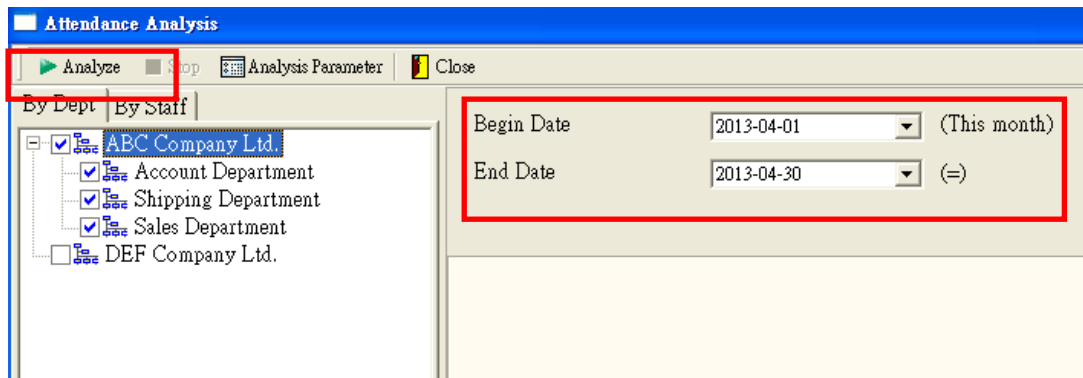 Attendance Analysis
Analyze Stop Analysis Parameter Close
By Dept By Staff
ABC Company Ltd.
Account Department
Shipping Department
Sales Department
DEF Company Ltd.
Begin Date 2013-04-01 (This month)
End Date 2013-04-30 (=)